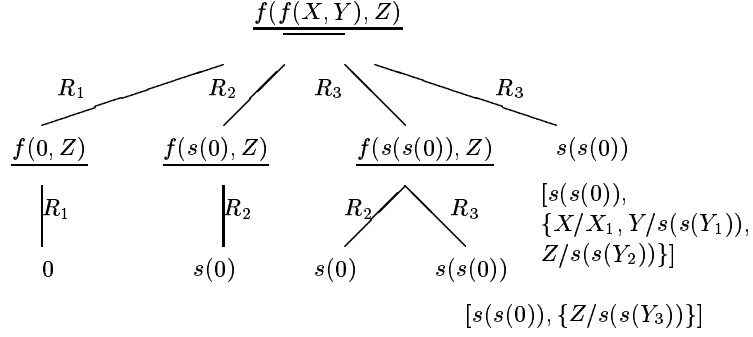 f(f(X, Y), Z)
R1 R2 R3 R3
f(0, Z) f(s(0), Z) f(s(s(0)), Z) s(s(0))
[s(s(0)),
R1 R2 R2 R3
{X/X1, Y/s(s(Y1)),
Z/s(s(Y2))}]
0 s(0) s(0) s(s(0))
[s(s(0)), {Z/s(s(Y3))}]